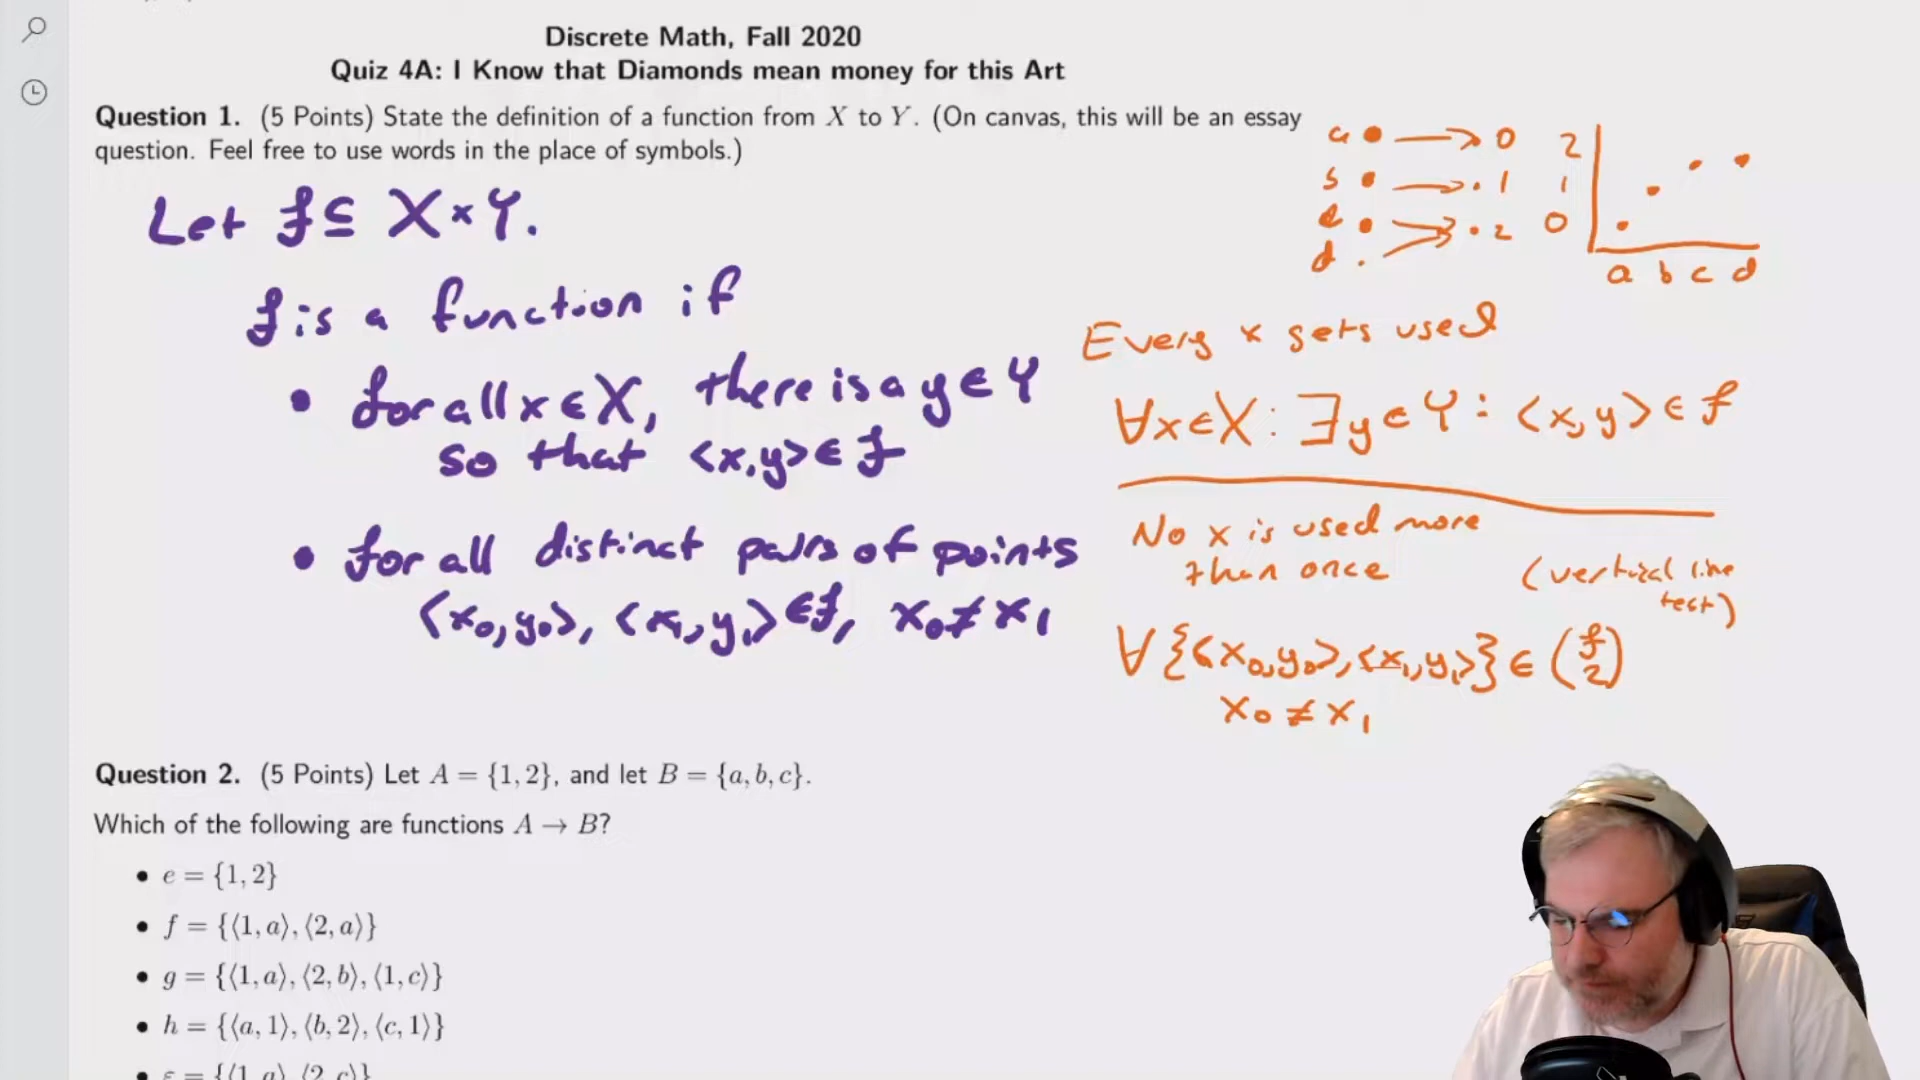 Discrete Math, Fall 2020
Quiz 4A: I Know that Diamonds mean money for this Art
Question 1. (5 Points) State the definition of a function from X to Y. (On canvas, this will be an essay
question. Feel free to use words in the place of symbols.)
Let f ⊆ X × Y.
f is a function if
• for all x ∈ X, there is a y ∈ Y
so that <x,y> ∈ f
• for all distinct pairs of points
<x₀,y₀>, <x₁,y₁> ∈ f, x₀ ≠ x₁
a • → 0
• → • 1
• → • 2
d •
2
1
0
a b c d
Every x gets used
∀x∈X: ∃y∈Y: <x,y> ∈ f
No x is used more
than once
(vertical line
test)
∀ {<x₀,y₀>, <x₁,y₁>} ∈ (f 2)
x₀ ≠ x₁
Question 2. (5 Points) Let A = {1, 2}, and let B = {a, b, c}.
Which of the following are functions A → B?
• e = {1, 2}
• f = {⟨1, a⟩, ⟨2, a⟩}
• g = {⟨1, a⟩, ⟨2, b⟩, ⟨1, c⟩}
• h = {⟨a, 1⟩, ⟨b, 2⟩, ⟨c, 1⟩}
• ε = {⟨1, a⟩, ⟨2, c⟩}